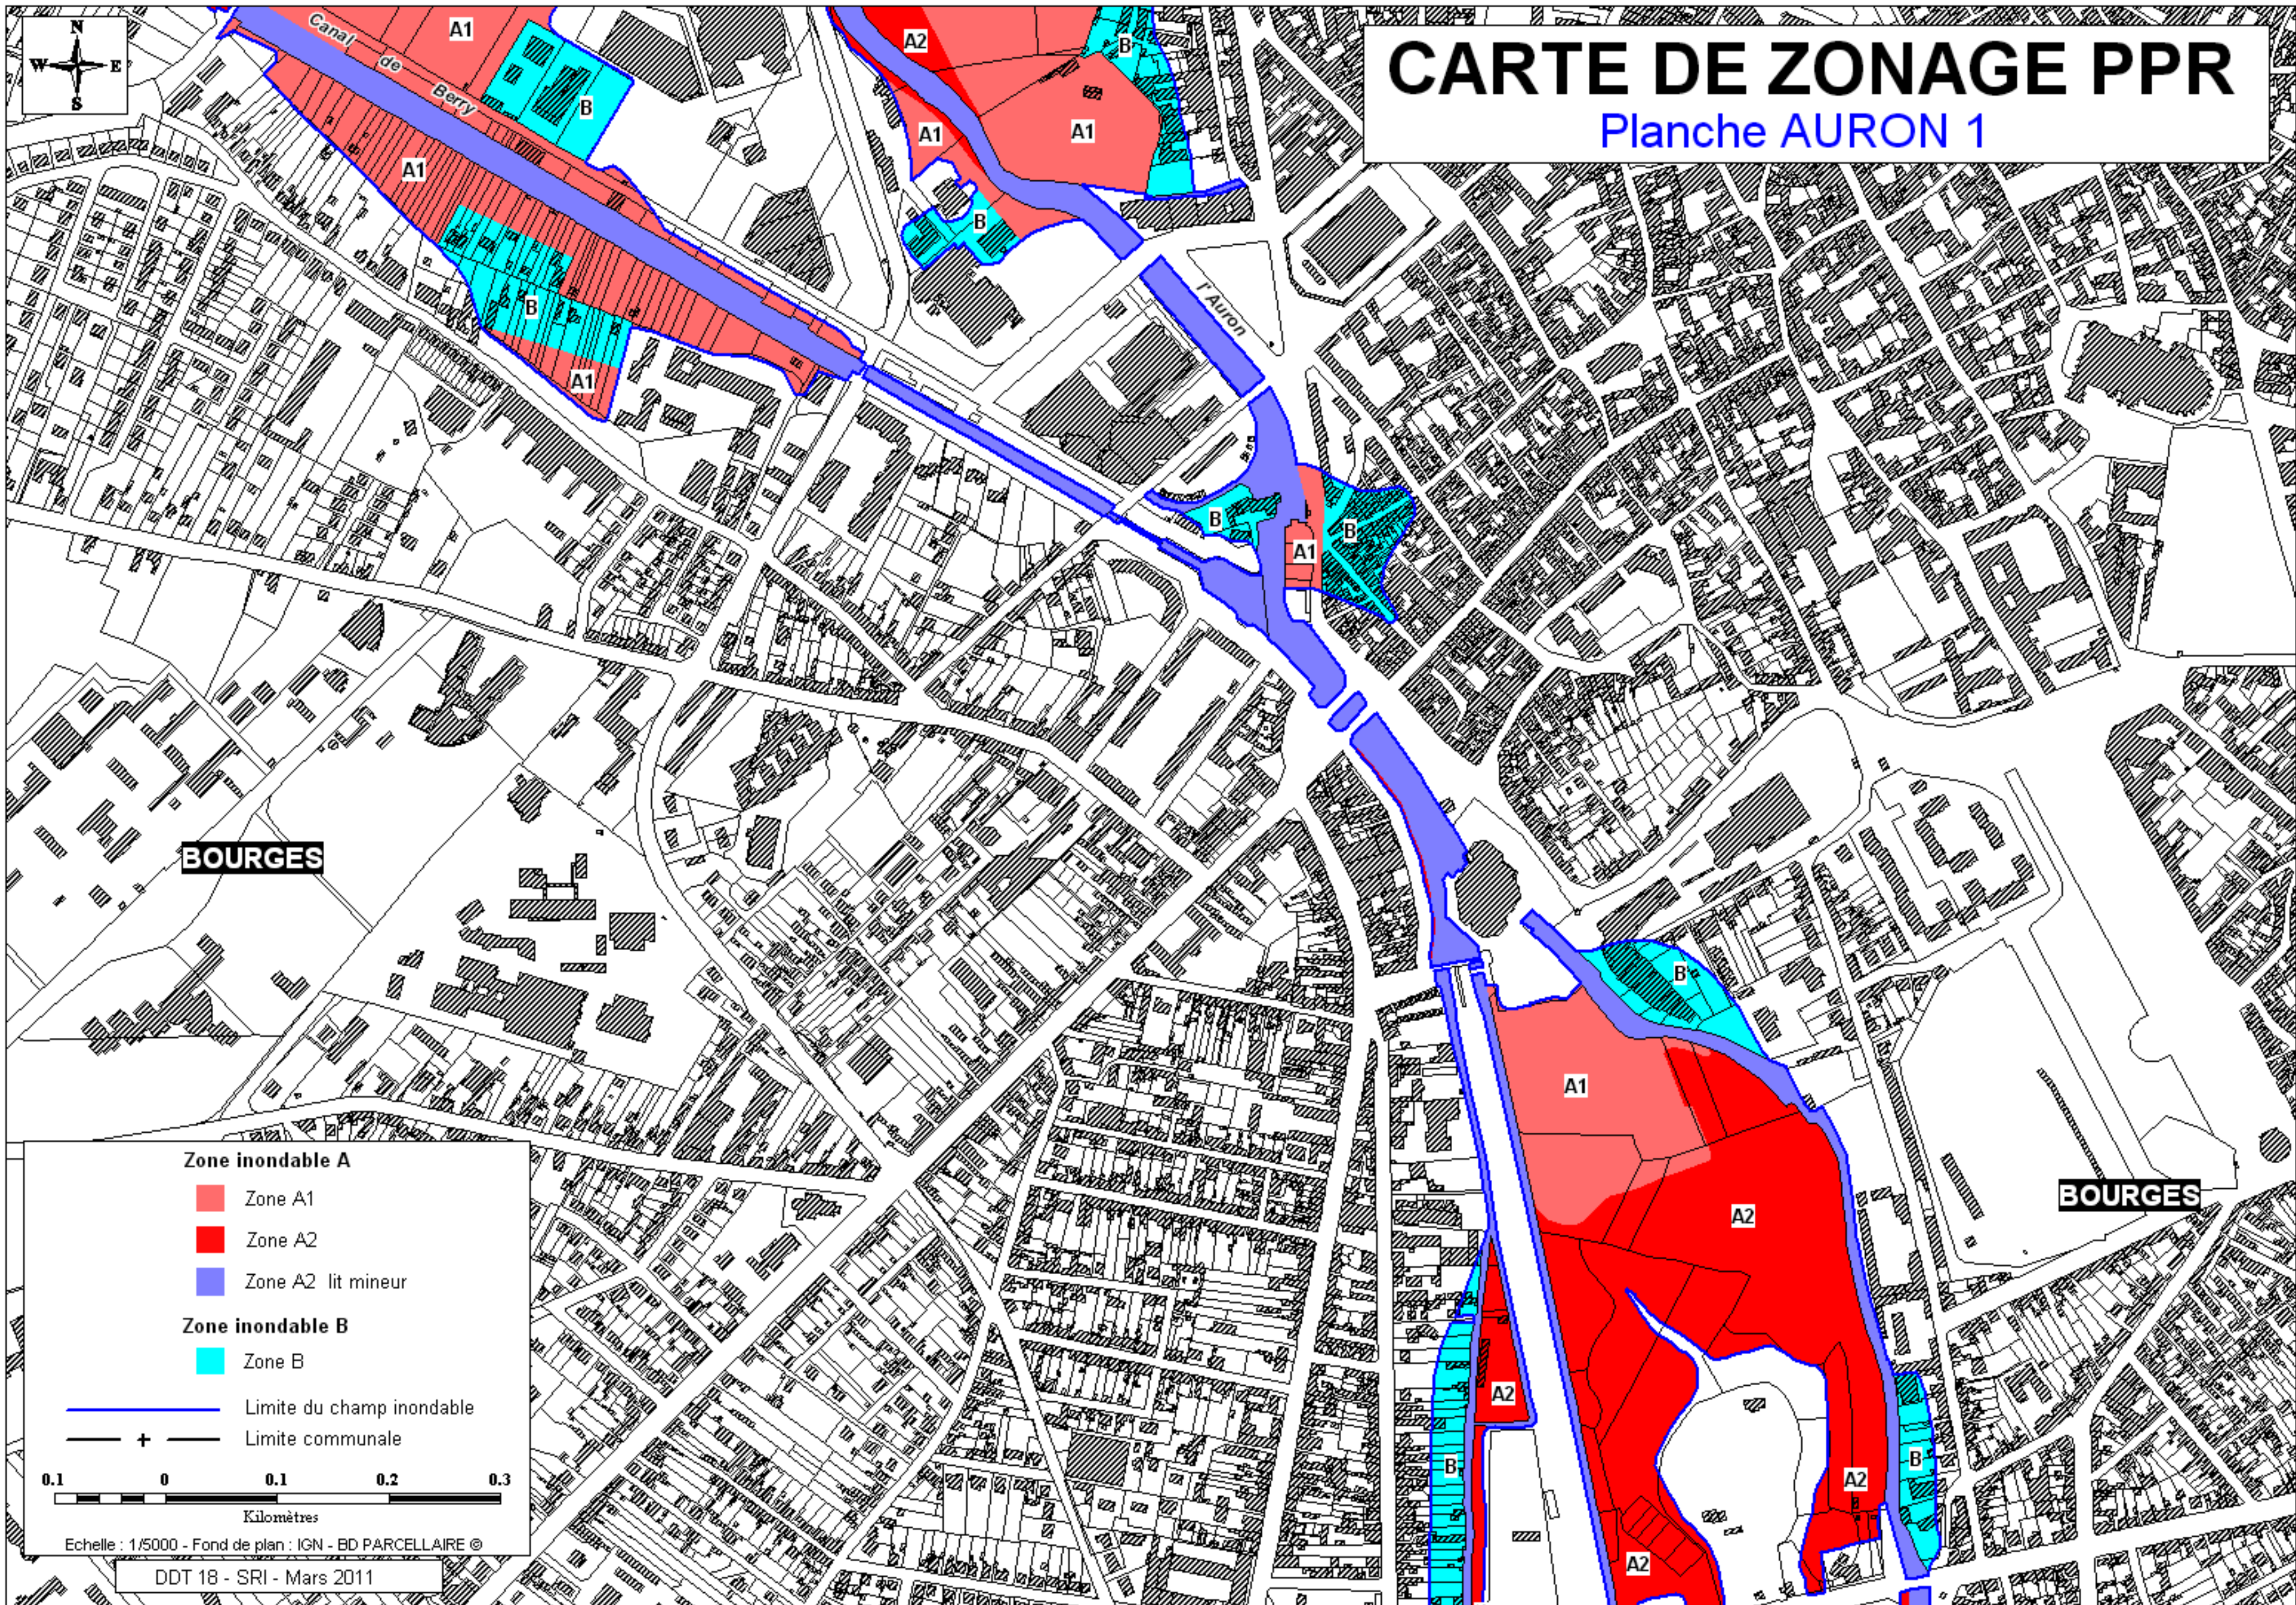 N
W E
S
CARTE DE ZONAGE PPR
Planche AURON 1
Canal de Berry
A1
B
A2
B
A1
A1
A1
B
B
A1
l'Auron
B
B
A1
BOURGES
B
A1
A2
BOURGES
A2
B
A2
B
A2
Zone inondable A
Zone A1
Zone A2
Zone A2 lit mineur
Zone inondable B
Zone B
Limite du champ inondable
Limite communale
0.1 0 0.1 0.2 0.3
Kilomètres
Echelle : 1/5000 - Fond de plan : IGN - BD PARCELLAIRE ©
DDT 18 - SRI - Mars 2011